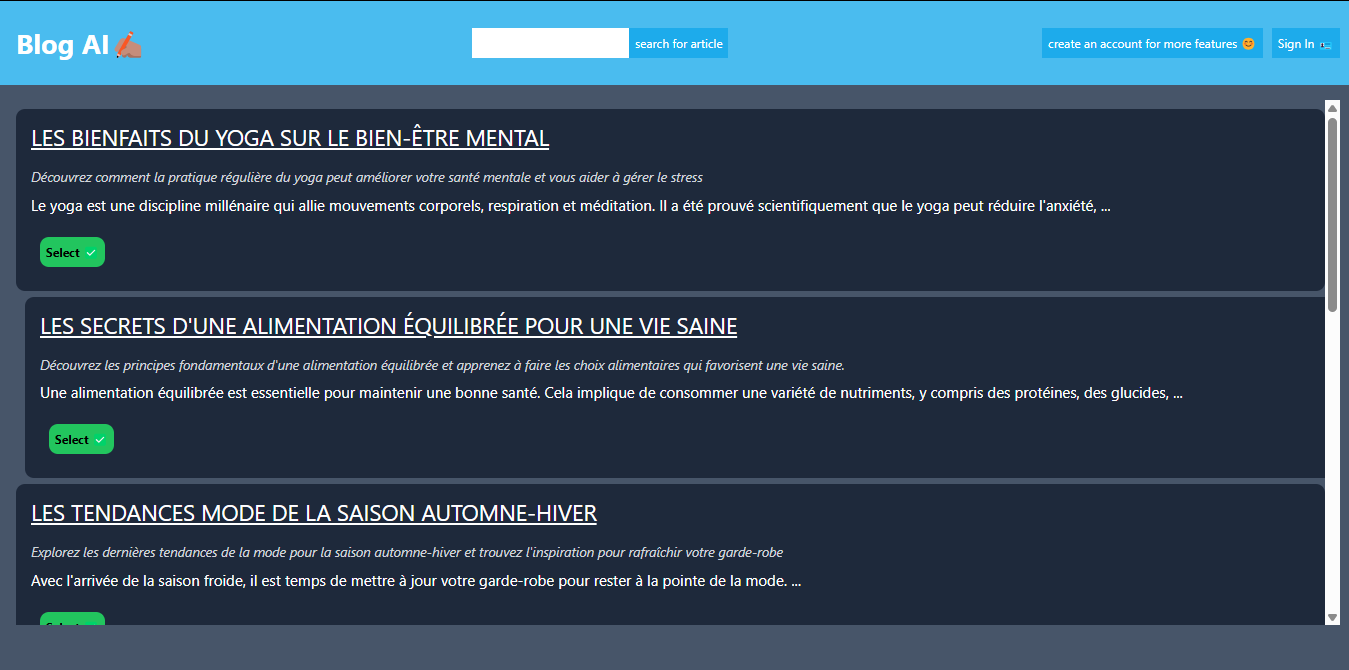 Blog AI
search for article
create an account for more features 😊
Sign In
LES BIENFAITS DU YOGA SUR LE BIEN-ÊTRE MENTAL
Découvrez comment la pratique régulière du yoga peut améliorer votre santé mentale et vous aider à gérer le stress
Le yoga est une discipline millénaire qui allie mouvements corporels, respiration et méditation. Il a été prouvé scientifiquement que le yoga peut réduire l'anxiété, ...
Select ✓
LES SECRETS D'UNE ALIMENTATION ÉQUILIBRÉE POUR UNE VIE SAINE
Découvrez les principes fondamentaux d'une alimentation équilibrée et apprenez à faire les choix alimentaires qui favorisent une vie saine.
Une alimentation équilibrée est essentielle pour maintenir une bonne santé. Cela implique de consommer une variété de nutriments, y compris des protéines, des glucides, ...
Select ✓
LES TENDANCES MODE DE LA SAISON AUTOMNE-HIVER
Explorez les dernières tendances de la mode pour la saison automne-hiver et trouvez l'inspiration pour rafraîchir votre garde-robe
Avec l'arrivée de la saison froide, il est temps de mettre à jour votre garde-robe pour rester à la pointe de la mode. ...